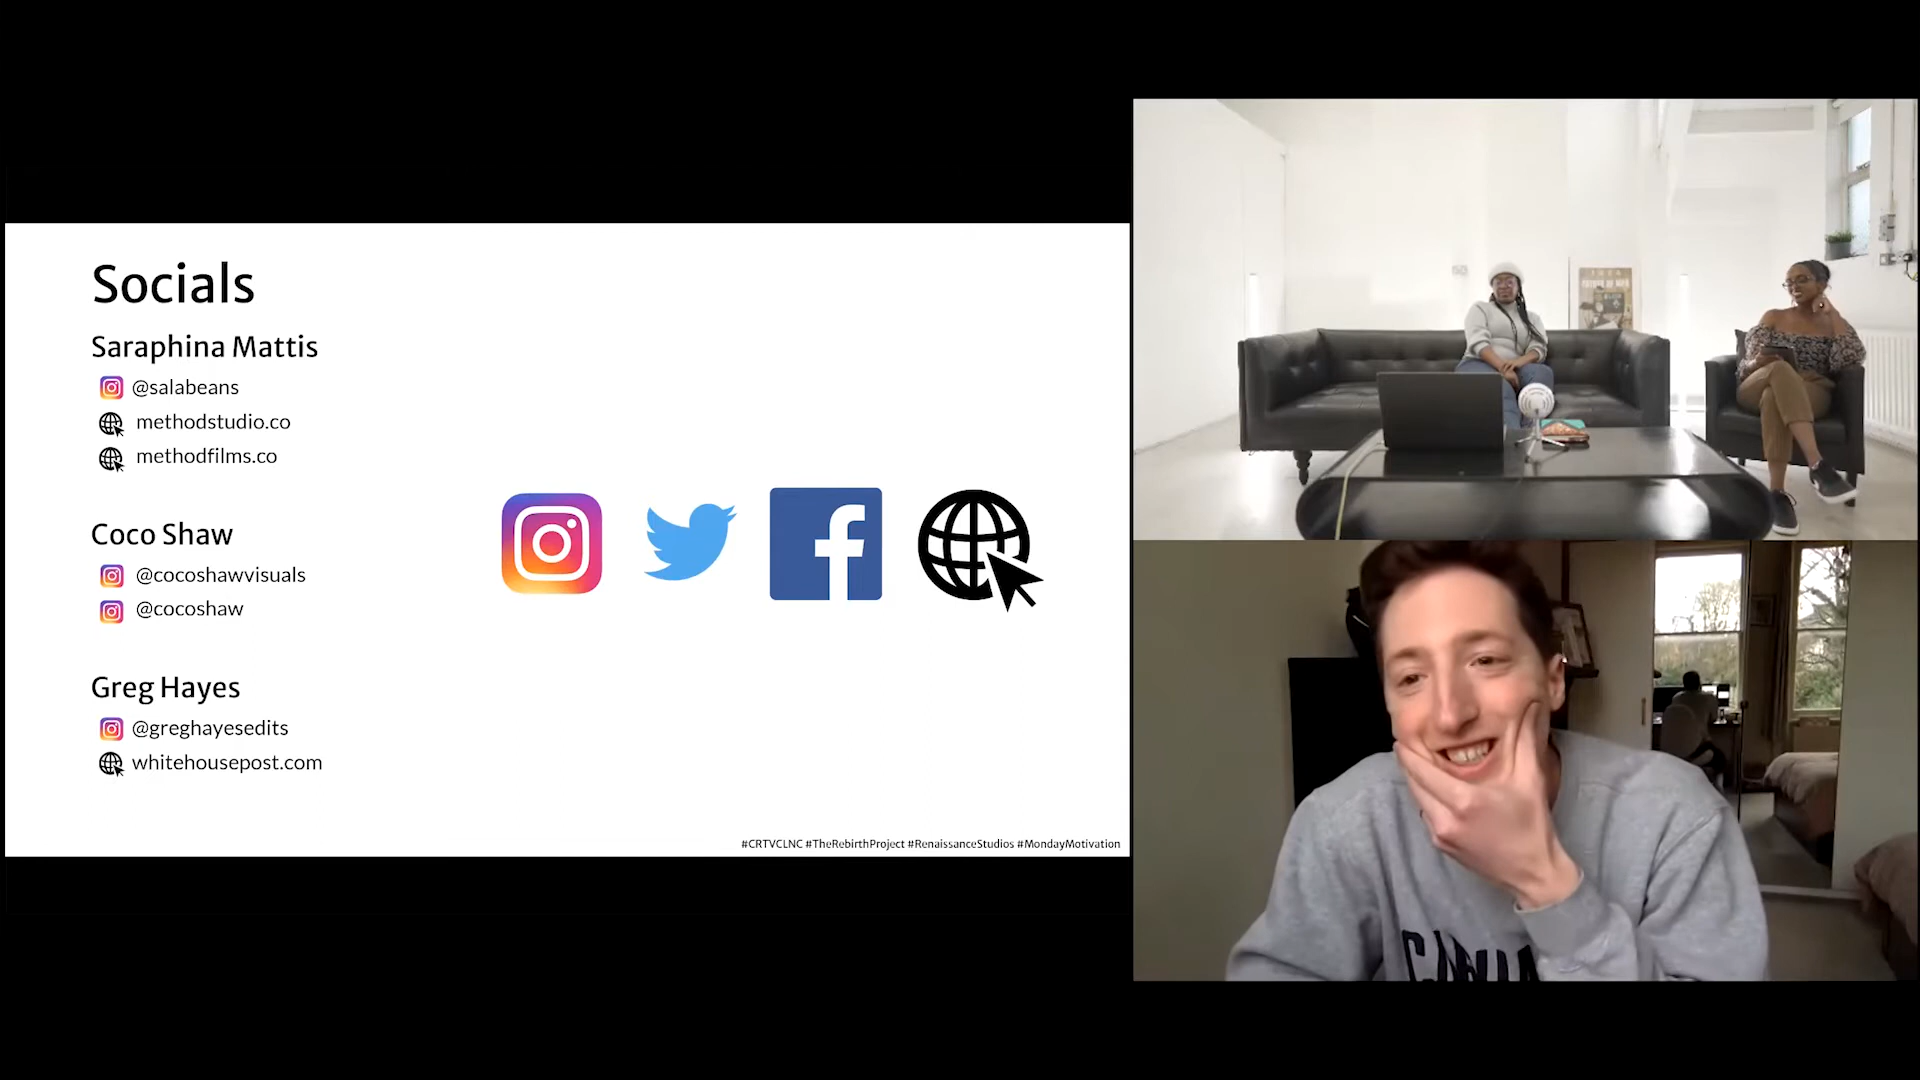 Socials
Saraphina Mattis
@salabeans
methodstudio.co
methodfilms.co
Coco Shaw
@cocoshawvisuals
@cocoshaw
Greg Hayes
@greghayesedits
whitehousepost.com
#CRTVCLNC #TheRebirthProject #RenaissanceStudios #MondayMotivation